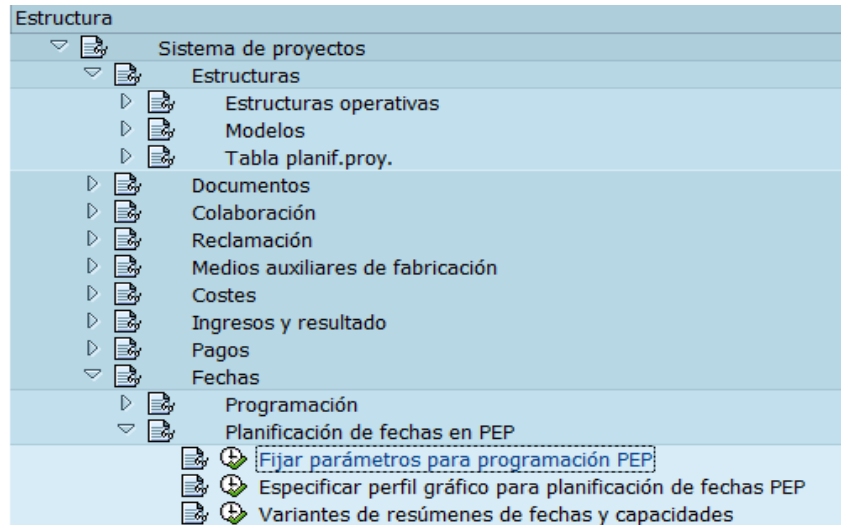 Estructura
Sistema de proyectos
Estructuras
Estructuras operativas
Modelos
Tabla planif.proy.
Documentos
Colaboración
Reclamación
Medios auxiliares de fabricación
Costes
Ingresos y resultado
Pagos
Fechas
Programación
Planificación de fechas en PEP
Fijar parámetros para programación PEP
Especificar perfil gráfico para planificación de fechas PEP
Variantes de resúmenes de fechas y capacidades